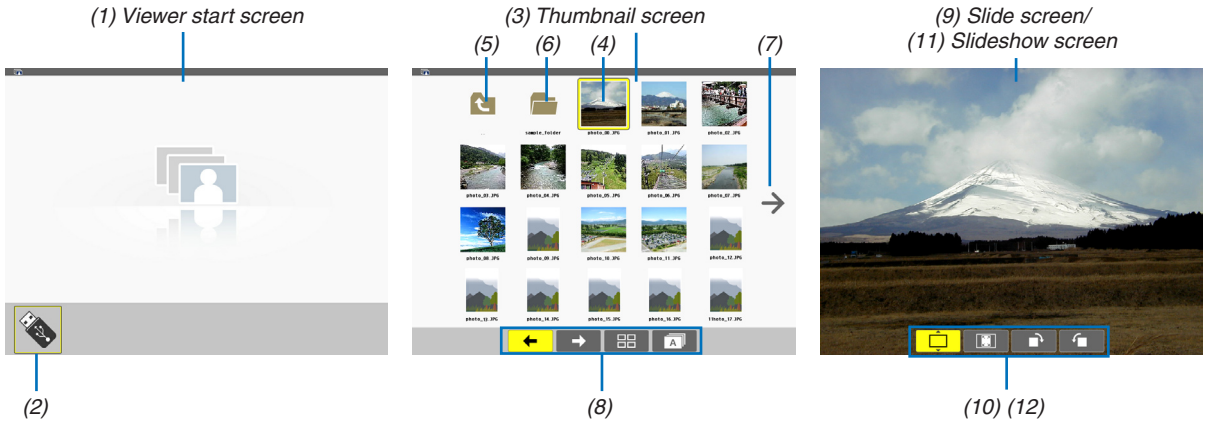 (1) Viewer start screen
(3) Thumbnail screen
(9) Slide screen/
(11) Slideshow screen
(5) (6) (4) (7)
sample_folder photo_00.JPG photo_01.JPG photo_02.JPG
photo_03.JPG photo_04.JPG photo_05.JPG photo_06.JPG photo_07.JPG
photo_08.JPG photo_09.JPG photo_10.JPG photo_11.JPG photo_12.JPG
photo_13.JPG photo_14.JPG photo_15.JPG photo_16.JPG
A
(2)
(8)
(10) (12)